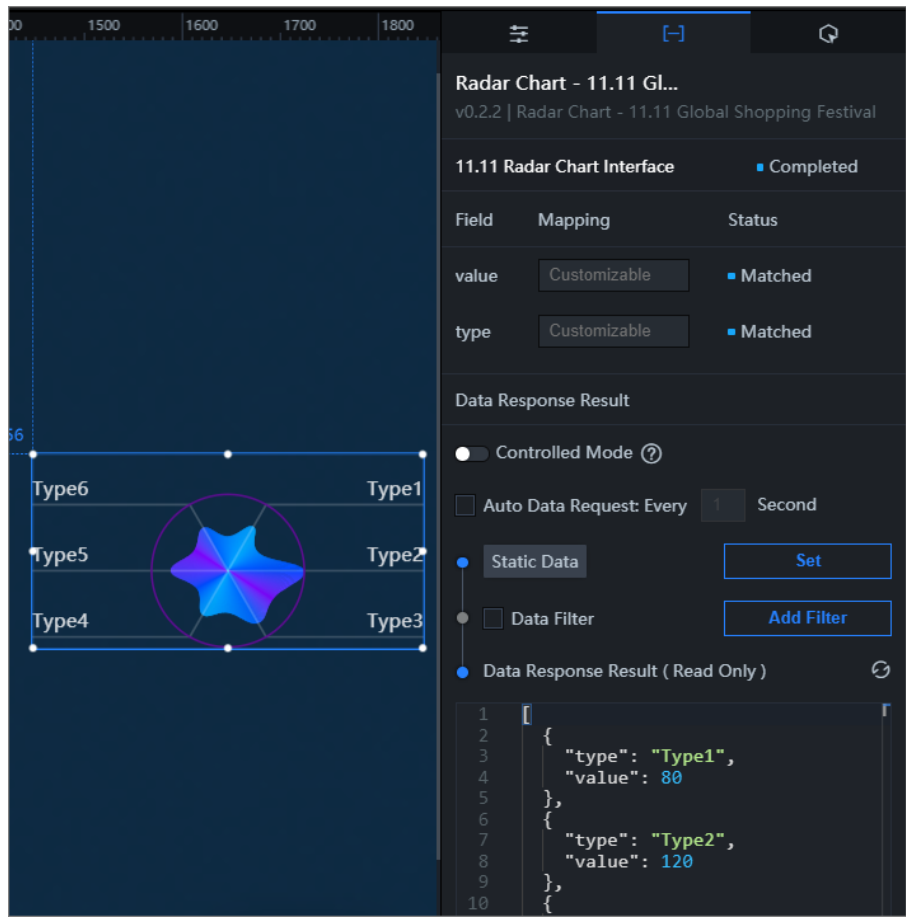 1500 1600 1700 1800
Type6 Type1
Type5 Type2
Type4 Type3
Radar Chart - 11.11 Gl...
v0.2.2 | Radar Chart - 11.11 Global Shopping Festival
11.11 Radar Chart Interface Completed
Field Mapping Status
value Customizable Matched
type Customizable Matched
Data Response Result
Controlled Mode ?
Auto Data Request: Every 1 Second
Static Data Set
Data Filter Add Filter
Data Response Result ( Read Only )
1 [
2 {
3 "type": "Type1",
4 "value": 80
5 },
6 {
7 "type": "Type2",
8 "value": 120
9 },
10 {